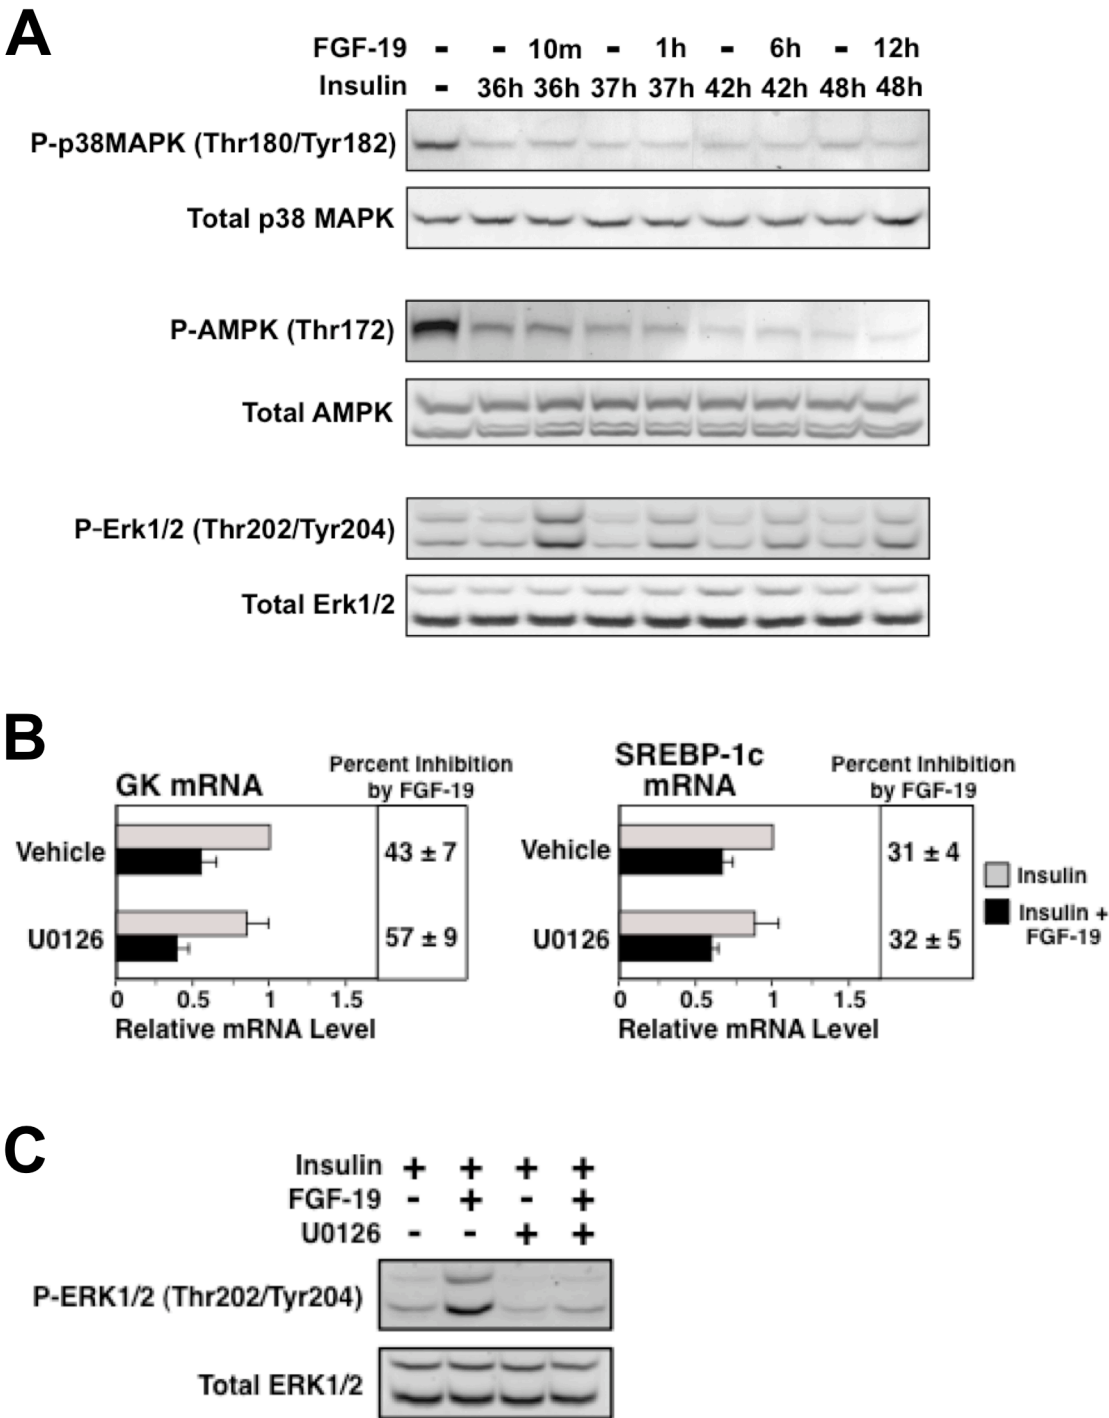 A
FGF-19 - - 10m - 1h - 6h - 12h
Insulin - 36h 36h 37h 37h 42h 42h 48h 48h
P-p38MAPK (Thr180/Tyr182)
Total p38 MAPK
P-AMPK (Thr172)
Total AMPK
P-Erk1/2 (Thr202/Tyr204)
Total Erk1/2
B
GK mRNA
Percent Inhibition
by FGF-19
Vehicle
43 ± 7
U0126
57 ± 9
0 0.5 1 1.5
Relative mRNA Level
SREBP-1c
mRNA
Percent Inhibition
by FGF-19
Vehicle
31 ± 4
U0126
32 ± 5
0 0.5 1 1.5
Relative mRNA Level
Insulin
Insulin +
FGF-19
C
Insulin + + + +
FGF-19 - + - +
U0126 - - + +
P-ERK1/2 (Thr202/Tyr204)
Total ERK1/2